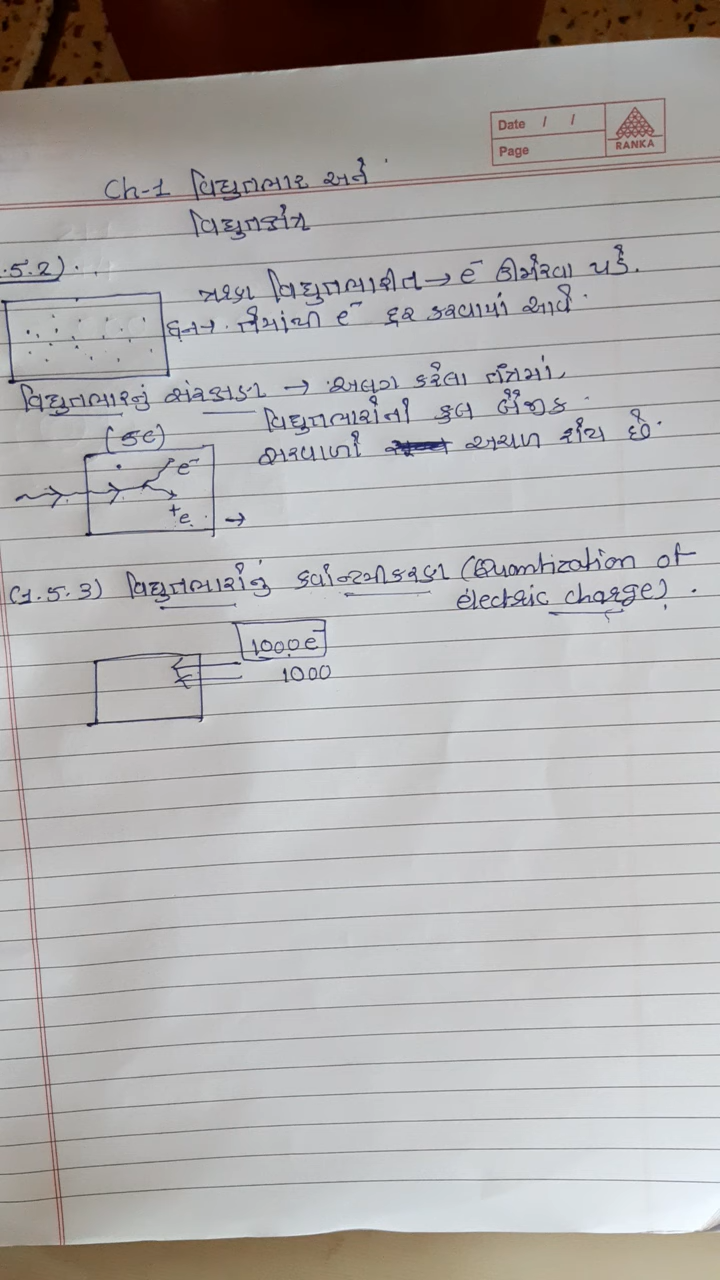 Date / /
Page
RANKA
Ch-1 વિદ્યુતભાર અને
વિદ્યુતક્ષેત્ર
.5.2)
ઋણ વિદ્યુતભારીત → e⁻ ઉમેરવા પડે.
ધન → તેમાંથી e⁻ દૂર કરવામાં આવે.
વિદ્યુતભારનું સંરક્ષણ → અલગ કરેલા તંત્રમાં
વિદ્યુતભારોનો કુલ બૈજીક
સરવાળો અચળ રહે છે.
e⁻
+e
→
(1.5.3) વિદ્યુતભારોનું ક્વોન્ટમીકરણ (Quantization of
electric charge).
1000e⁻
1000